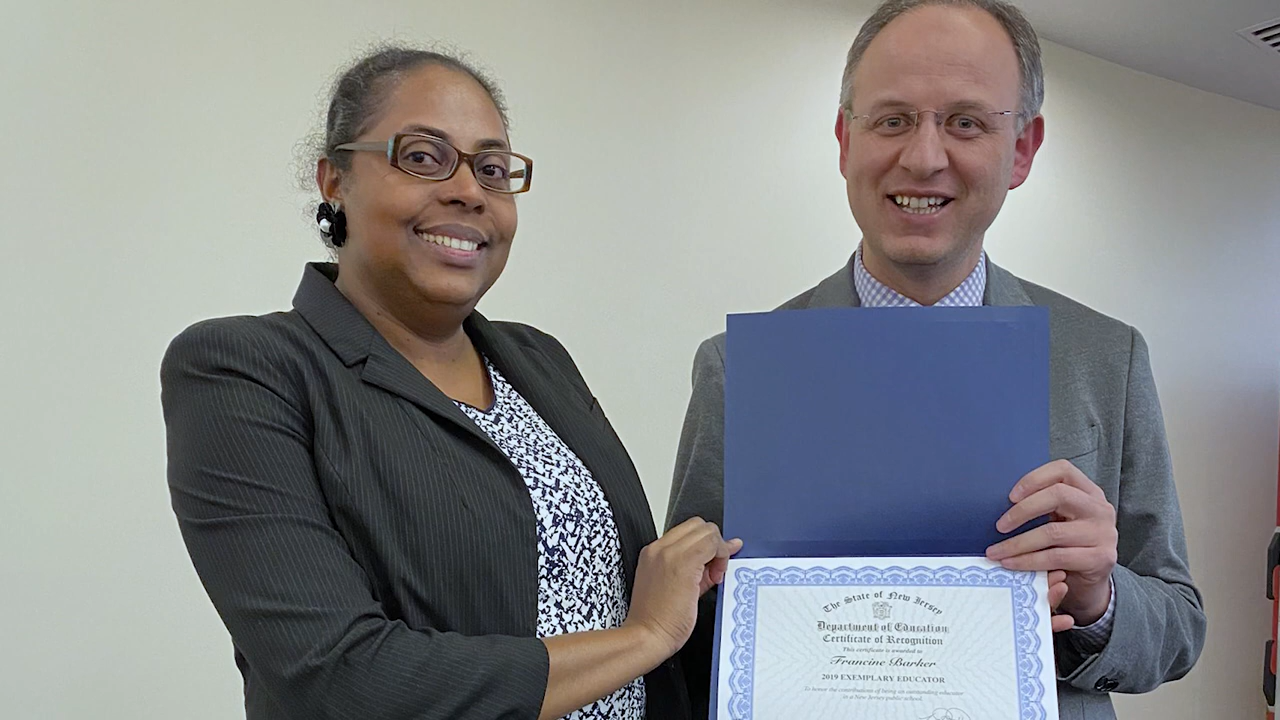 The State of New Jersey
Department of Education
Certificate of Recognition
This certificate is awarded to
Francine Barker
2019 EXEMPLARY EDUCATOR
To honor the contributions of being an outstanding educator
in a New Jersey public school.